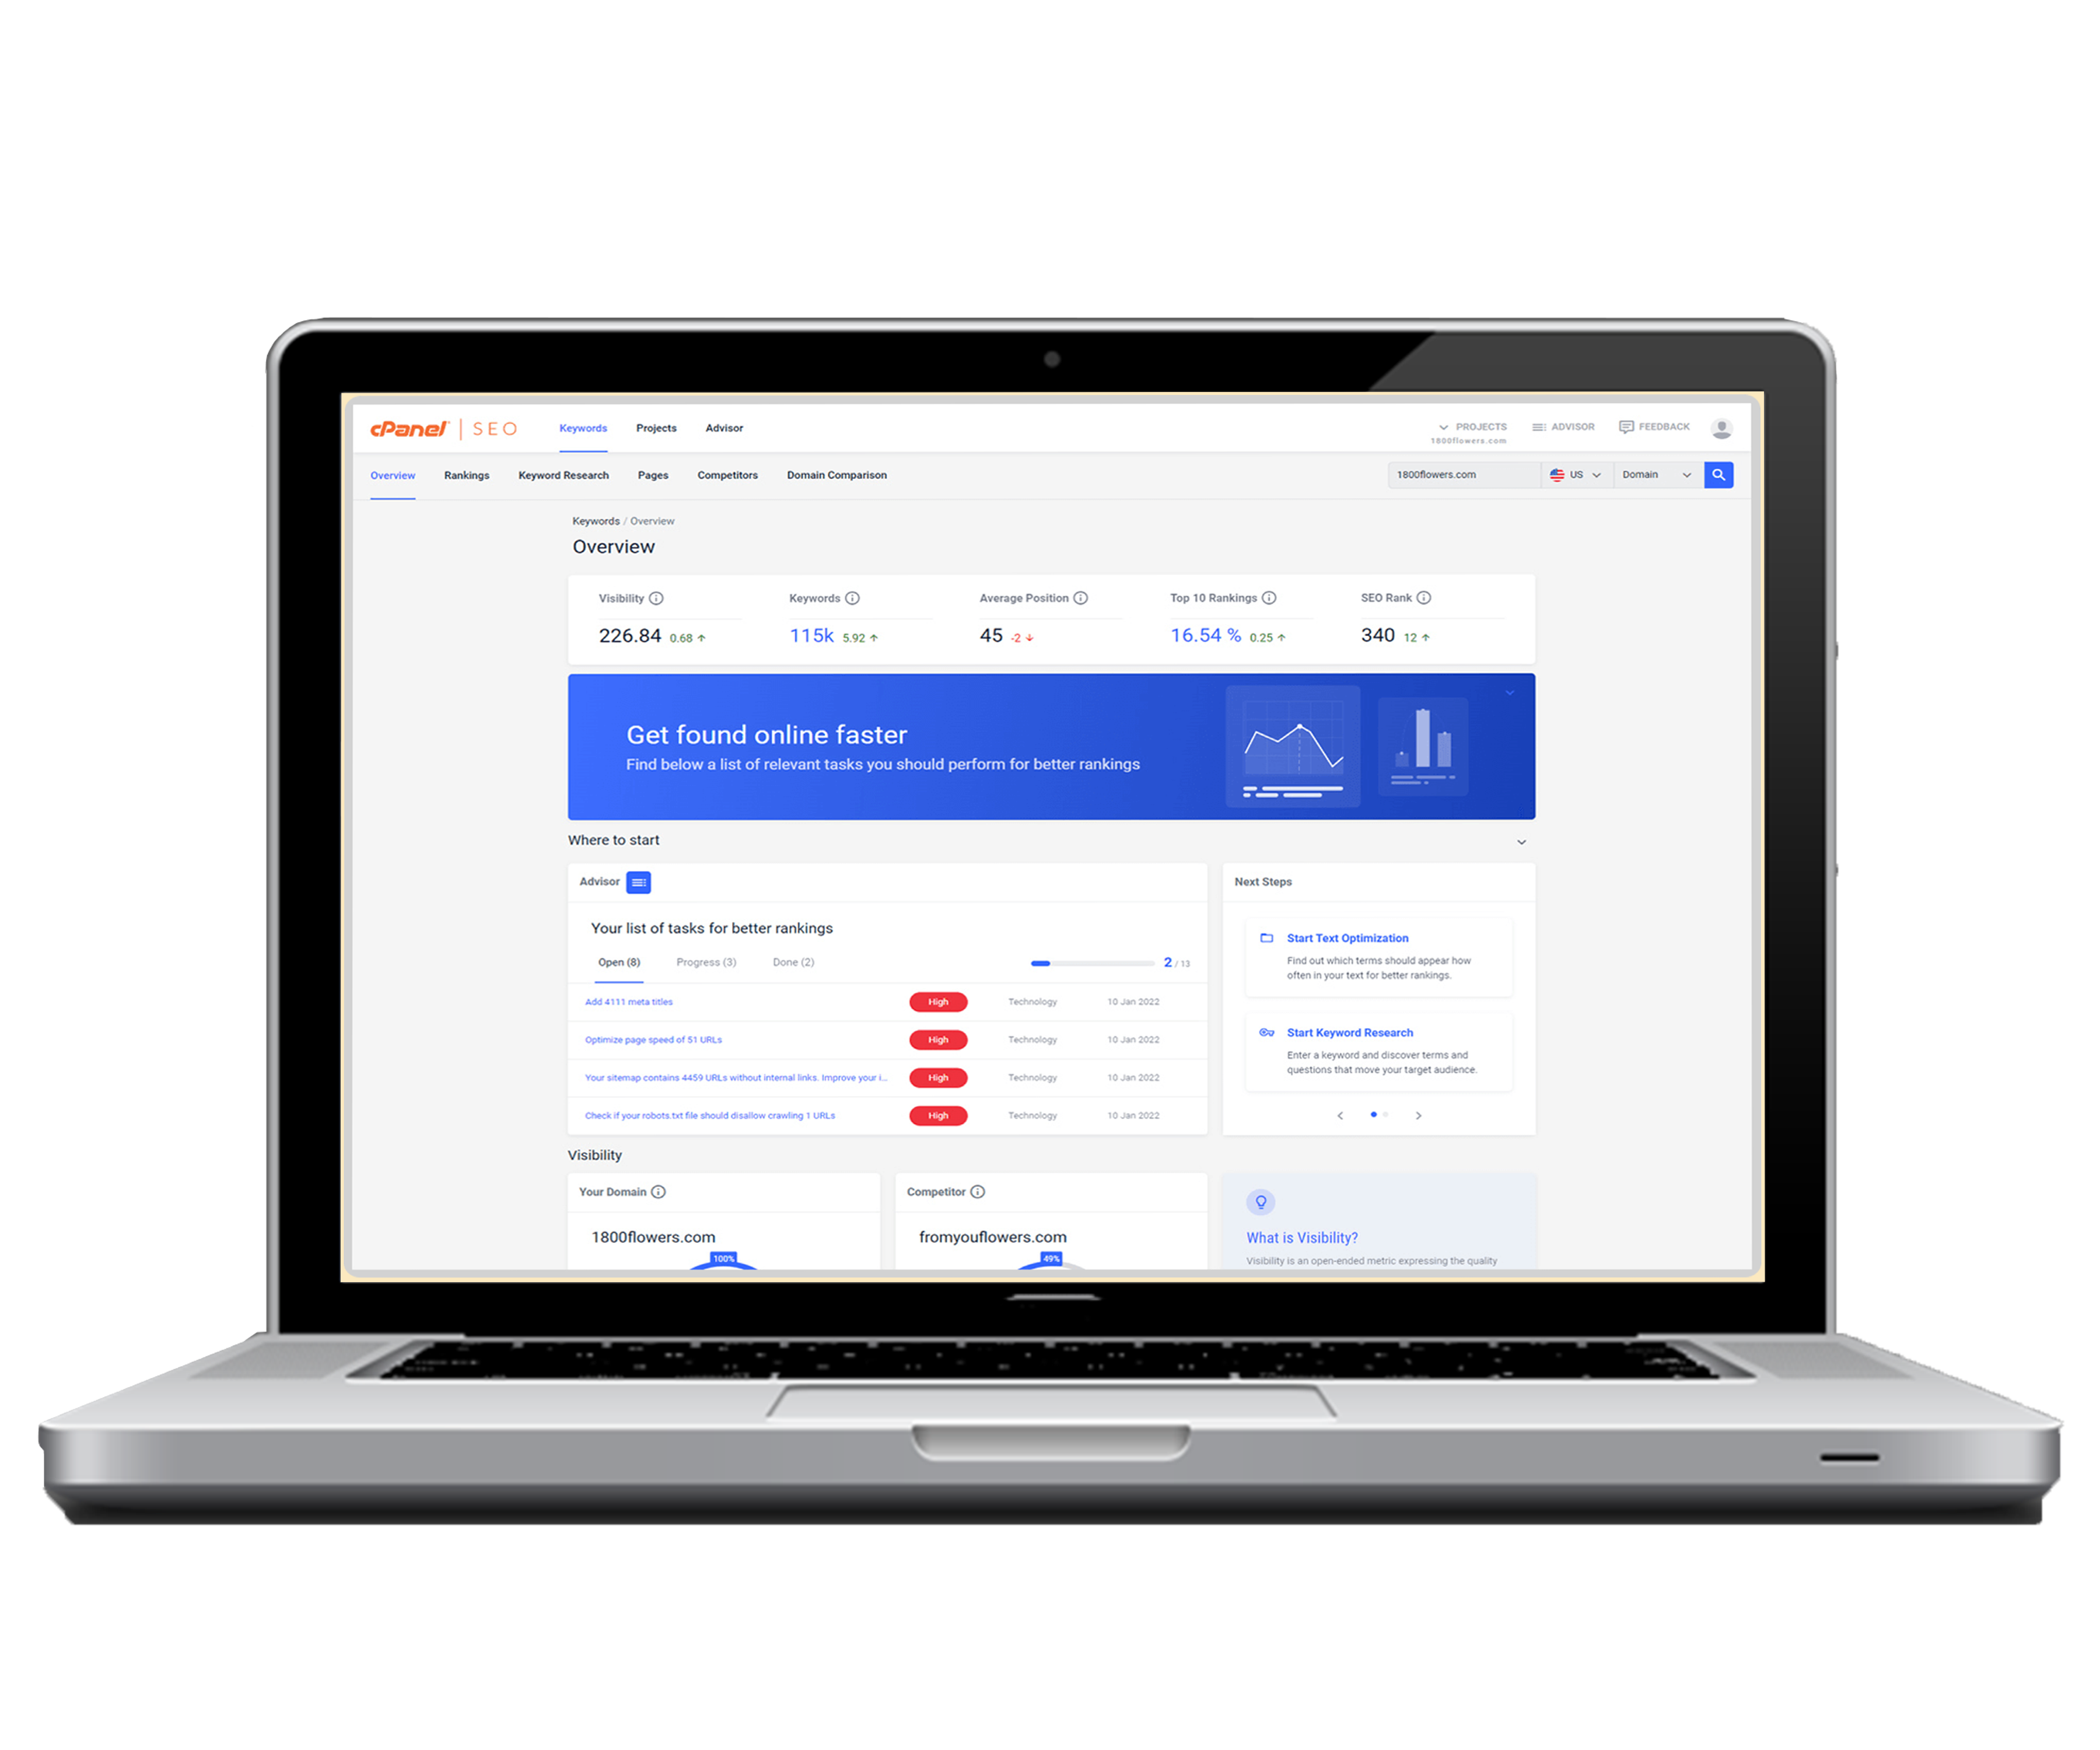 cPanel | SEO Keywords Projects Advisor PROJECTS ADVISOR FEEDBACK
1800flowers.com
Overview Rankings Keyword Research Pages Competitors Domain Comparison 1800flowers.com US Domain
Keywords / Overview
Overview
Visibility Keywords Average Position Top 10 Rankings SEO Rank
226.84 0.68 115k 5.92 45 -2 16.54 % 0.25 340 12
Get found online faster
Find below a list of relevant tasks you should perform for better rankings
Where to start
Advisor
Your list of tasks for better rankings
Open (8) Progress (3) Done (2) 2 / 13
Add 4111 meta titles High Technology 10 Jan 2022
Optimize page speed of 51 URLs High Technology 10 Jan 2022
Your sitemap contains 4459 URLs without internal links. Improve your i... High Technology 10 Jan 2022
Check if your robots.txt file should disallow crawling 1 URLs High Technology 10 Jan 2022
Next Steps
Start Text Optimization
Find out which terms should appear how
often in your text for better rankings.
Start Keyword Research
Enter a keyword and discover terms and
questions that move your target audience.
Visibility
Your Domain
1800flowers.com
100%
Competitor
fromyouflowers.com
49%
What is Visibility?
Visibility is an open-ended metric expressing the quality